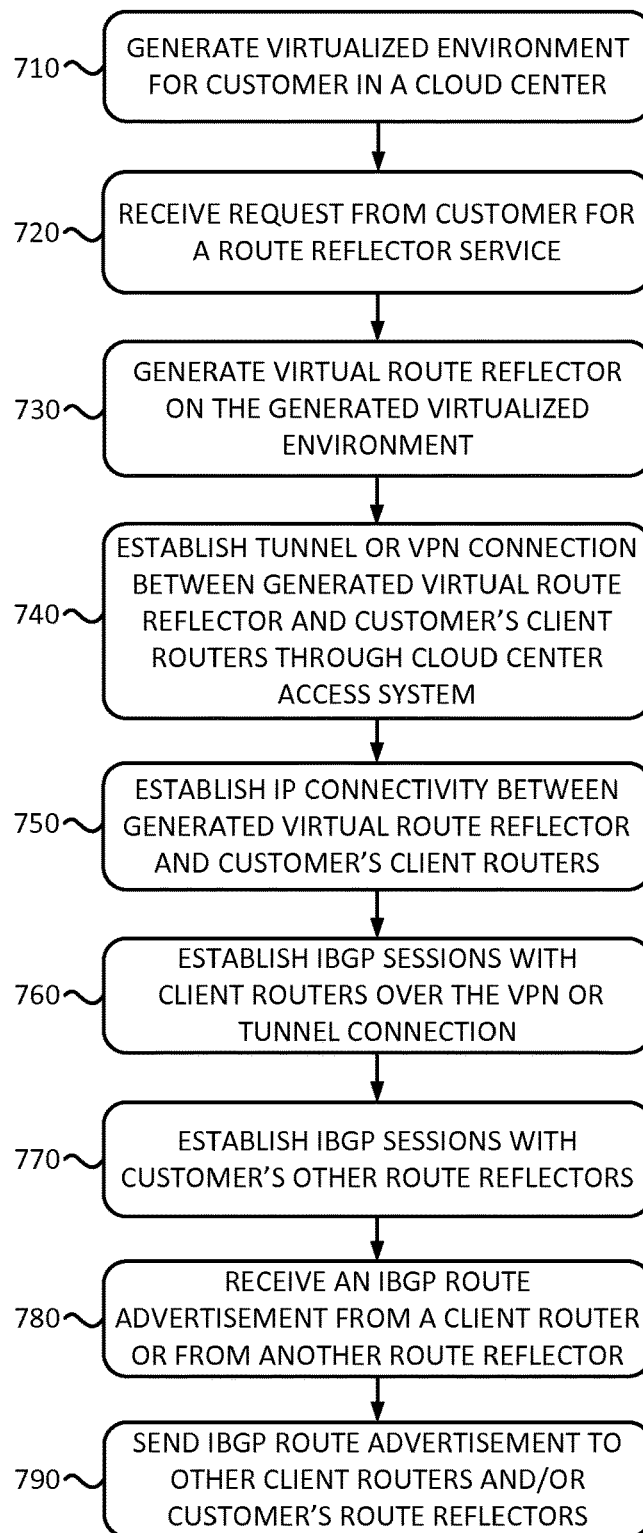 710
GENERATE VIRTUALIZED ENVIRONMENT
FOR CUSTOMER IN A CLOUD CENTER
720
RECEIVE REQUEST FROM CUSTOMER FOR
A ROUTE REFLECTOR SERVICE
730
GENERATE VIRTUAL ROUTE REFLECTOR
ON THE GENERATED VIRTUALIZED
ENVIRONMENT
740
ESTABLISH TUNNEL OR VPN CONNECTION
BETWEEN GENERATED VIRTUAL ROUTE
REFLECTOR AND CUSTOMER'S CLIENT
ROUTERS THROUGH CLOUD CENTER
ACCESS SYSTEM
750
ESTABLISH IP CONNECTIVITY BETWEEN
GENERATED VIRTUAL ROUTE REFLECTOR
AND CUSTOMER'S CLIENT ROUTERS
760
ESTABLISH IBGP SESSIONS WITH
CLIENT ROUTERS OVER THE VPN OR
TUNNEL CONNECTION
770
ESTABLISH IBGP SESSIONS WITH
CUSTOMER'S OTHER ROUTE REFLECTORS
780
RECEIVE AN IBGP ROUTE
ADVERTISEMENT FROM A CLIENT ROUTER
OR FROM ANOTHER ROUTE REFLECTOR
790
SEND IBGP ROUTE ADVERTISEMENT TO
OTHER CLIENT ROUTERS AND/OR
CUSTOMER'S ROUTE REFLECTORS